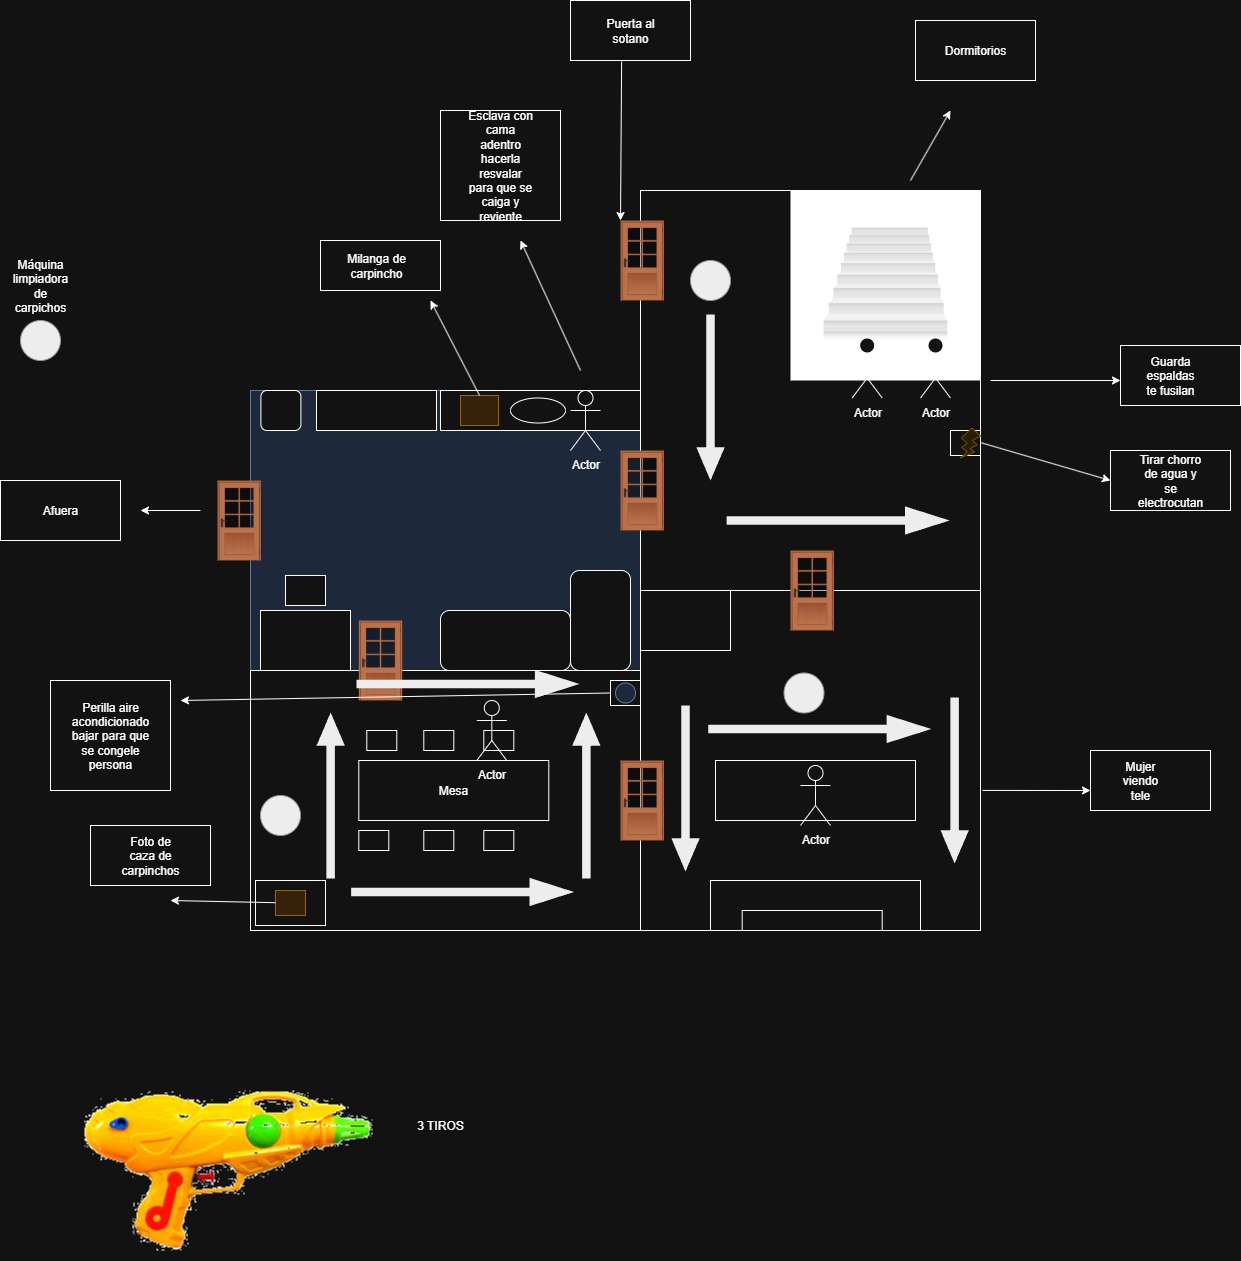 Puerta al
sotano
Dormitorios
Esclava con
cama
adentro
hacerla
resvalar
para que se
caiga y
reviente
Milanga de
carpincho
Máquina
limpiadora
de
carpichos
Guarda
espaldas
te fusilan
Actor
Actor
Actor
Tirar chorro
de agua y
se
electrocutan
Afuera
Perilla aire
acondicionado
bajar para que
se congele
persona
Actor
Mesa
Mujer
viendo
tele
Actor
Foto de
caza de
carpinchos
3 TIROS